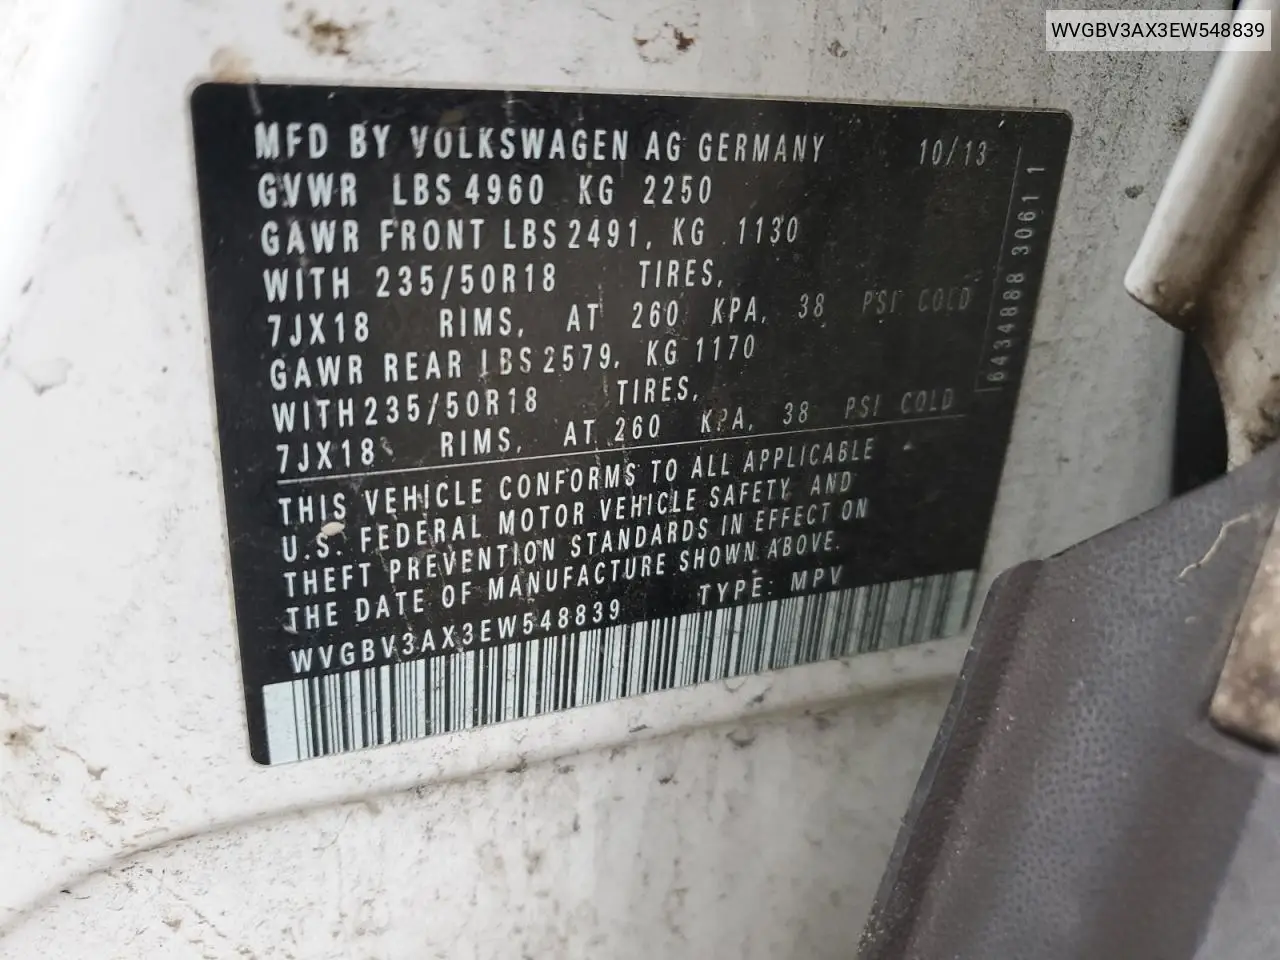 WVGBV3AX3EW548839
MFD BY VOLKSWAGEN AG GERMANY 10/13
GVWR LBS 4960 KG 2250
GAWR FRONT LBS 2491, KG 1130
WITH 235/50R18 TIRES,
7JX18 RIMS, AT 260 KPA, 38 PSI COLD
GAWR REAR LBS 2579, KG 1170
WITH 235/50R18 TIRES,
7JX18 RIMS, AT 260 KPA, 38 PSI COLD
THIS VEHICLE CONFORMS TO ALL APPLICABLE
U.S. FEDERAL MOTOR VEHICLE SAFETY AND
THEFT PREVENTION STANDARDS IN EFFECT ON
THE DATE OF MANUFACTURE SHOWN ABOVE.
WVGBV3AX3EW548839 TYPE: MPV
6434888 3061 1